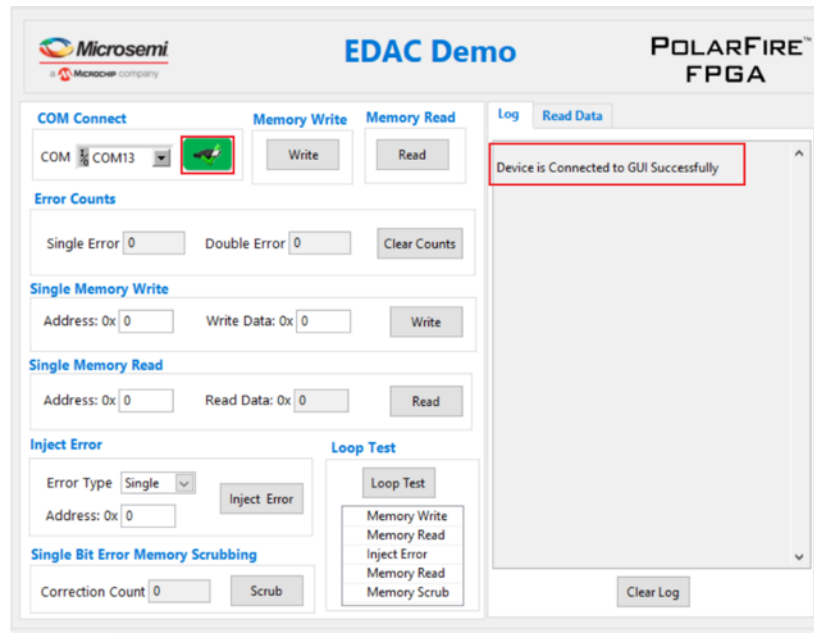 Microsemi
a MICROCHIP company
EDAC Demo
POLARFIRE™
FPGA
COM Connect
COM COM13
Memory Write
Write
Memory Read
Read
Error Counts
Single Error 0 Double Error 0 Clear Counts
Single Memory Write
Address: 0x 0 Write Data: 0x 0 Write
Single Memory Read
Address: 0x 0 Read Data: 0x 0 Read
Inject Error
Error Type Single
Address: 0x 0
Inject Error
Single Bit Error Memory Scrubbing
Correction Count 0 Scrub
Loop Test
Loop Test
Memory Write
Memory Read
Inject Error
Memory Read
Memory Scrub
Log Read Data
Device is Connected to GUI Successfully
Clear Log